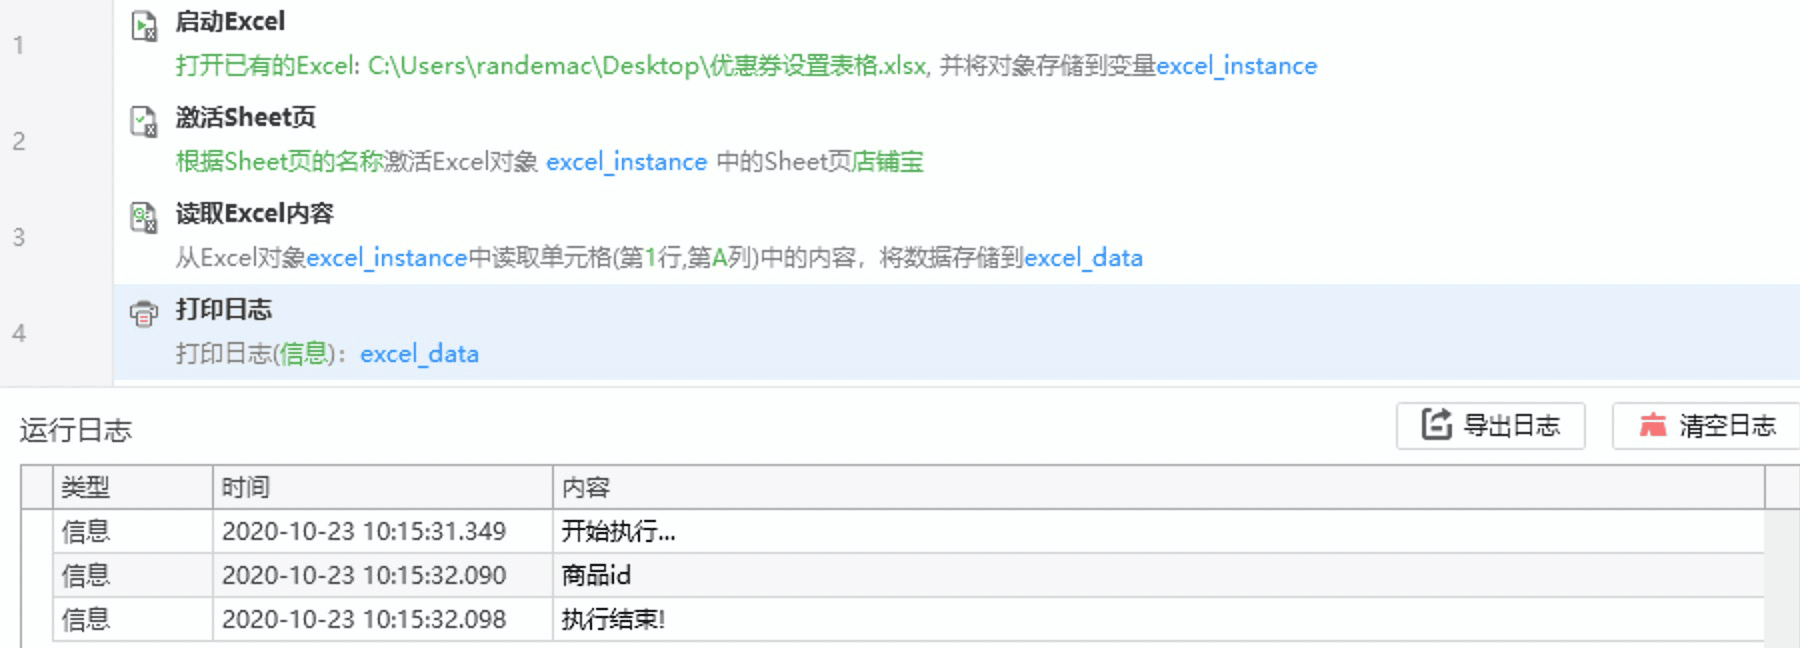 1
启动Excel
打开已有的Excel: C:\Users\randemac\Desktop\优惠券设置表格.xlsx, 并将对象存储到变量excel_instance
2
激活Sheet页
根据Sheet页的名称激活Excel对象 excel_instance 中的Sheet页店铺宝
3
读取Excel内容
从Excel对象excel_instance中读取单元格(第1行,第A列)中的内容，将数据存储到excel_data
4
打印日志
打印日志(信息)： excel_data
运行日志
导出日志
清空日志
类型 时间 内容
信息 2020-10-23 10:15:31.349 开始执行...
信息 2020-10-23 10:15:32.090 商品id
信息 2020-10-23 10:15:32.098 执行结束!